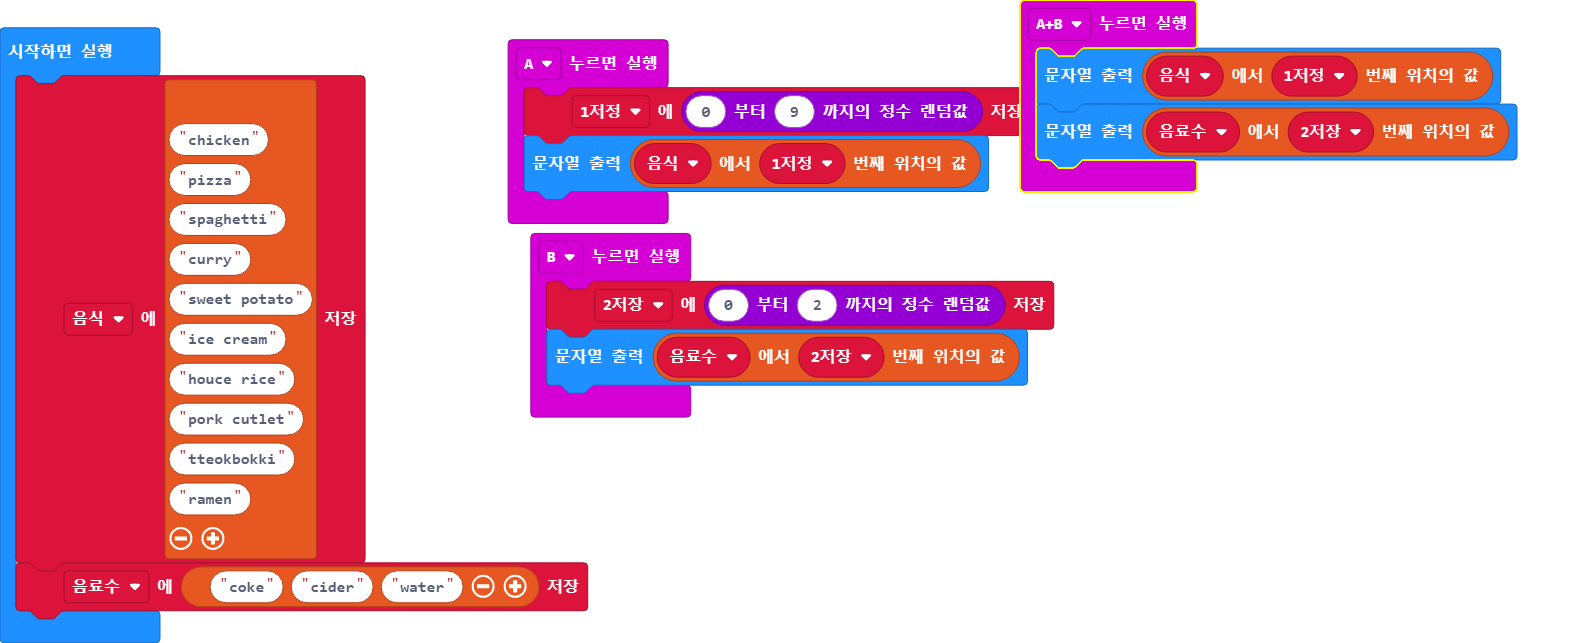 시작하면 실행
음식 에
"chicken"
"pizza"
"spaghetti"
"curry"
"sweet potato"
"ice cream"
"houce rice"
"pork cutlet"
"tteokbokki"
"ramen"
저장
음료수 에 "coke" "cider" "water" 저장
A 누르면 실행
1저정 에 0 부터 9 까지의 정수 랜덤값 저장
문자열 출력 음식 에서 1저정 번째 위치의 값
B 누르면 실행
2저장 에 0 부터 2 까지의 정수 랜덤값 저장
문자열 출력 음료수 에서 2저장 번째 위치의 값
A+B 누르면 실행
문자열 출력 음식 에서 1저정 번째 위치의 값
문자열 출력 음료수 에서 2저장 번째 위치의 값